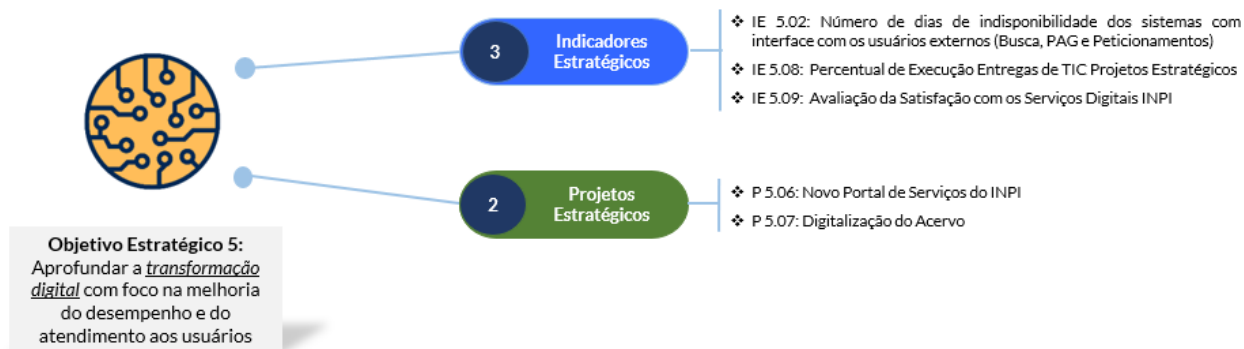 3
Indicadores
Estratégicos
❖ IE 5.02: Número de dias de indisponibilidade dos sistemas com
interface com os usuários externos (Busca, PAG e Peticionamentos)
❖ IE 5.08: Percentual de Execução Entregas de TIC Projetos Estratégicos
❖ IE 5.09: Avaliação da Satisfação com os Serviços Digitais INPI
2
Projetos
Estratégicos
❖ P 5.06: Novo Portal de Serviços do INPI
❖ P 5.07: Digitalização do Acervo
Objetivo Estratégico 5:
Aprofundar a transformação
digital com foco na melhoria
do desempenho e do
atendimento aos usuários